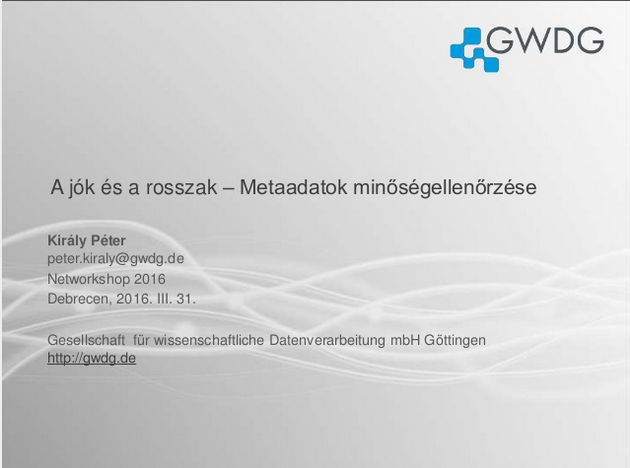 GWDG
A jók és a rosszak – Metaadatok minőségellenőrzése
Király Péter
peter.kiraly@gwdg.de
Networkshop 2016
Debrecen, 2016. III. 31.
Gesellschaft für wissenschaftliche Datenverarbeitung mbH Göttingen
http://gwdg.de